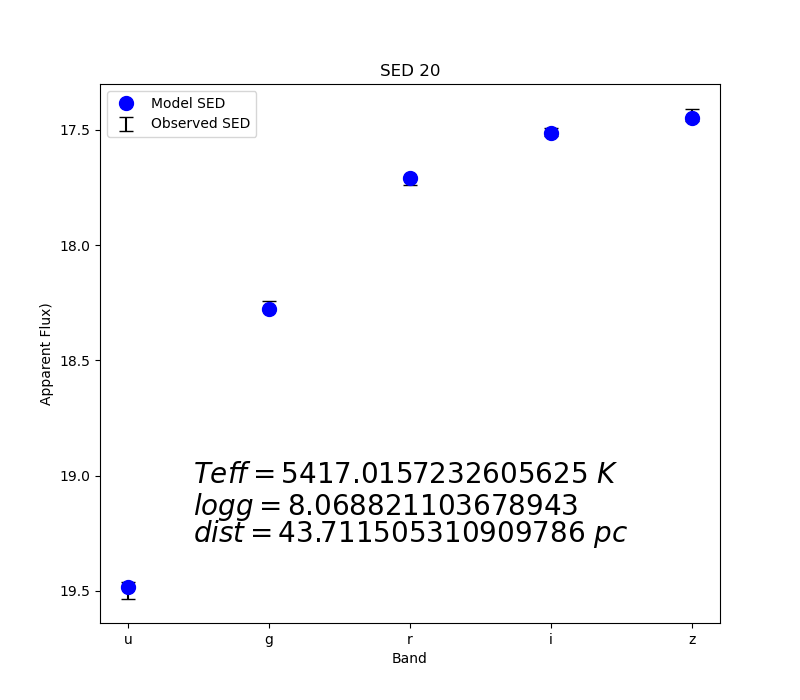 SED 20
Model SED
Observed SED
17.5
18.0
18.5
19.0
19.5
Apparent Flux)
Teff = 5417.0157232605625 K
logg = 8.068821103678943
dist = 43.711505310909786 pc
u g r i z
Band